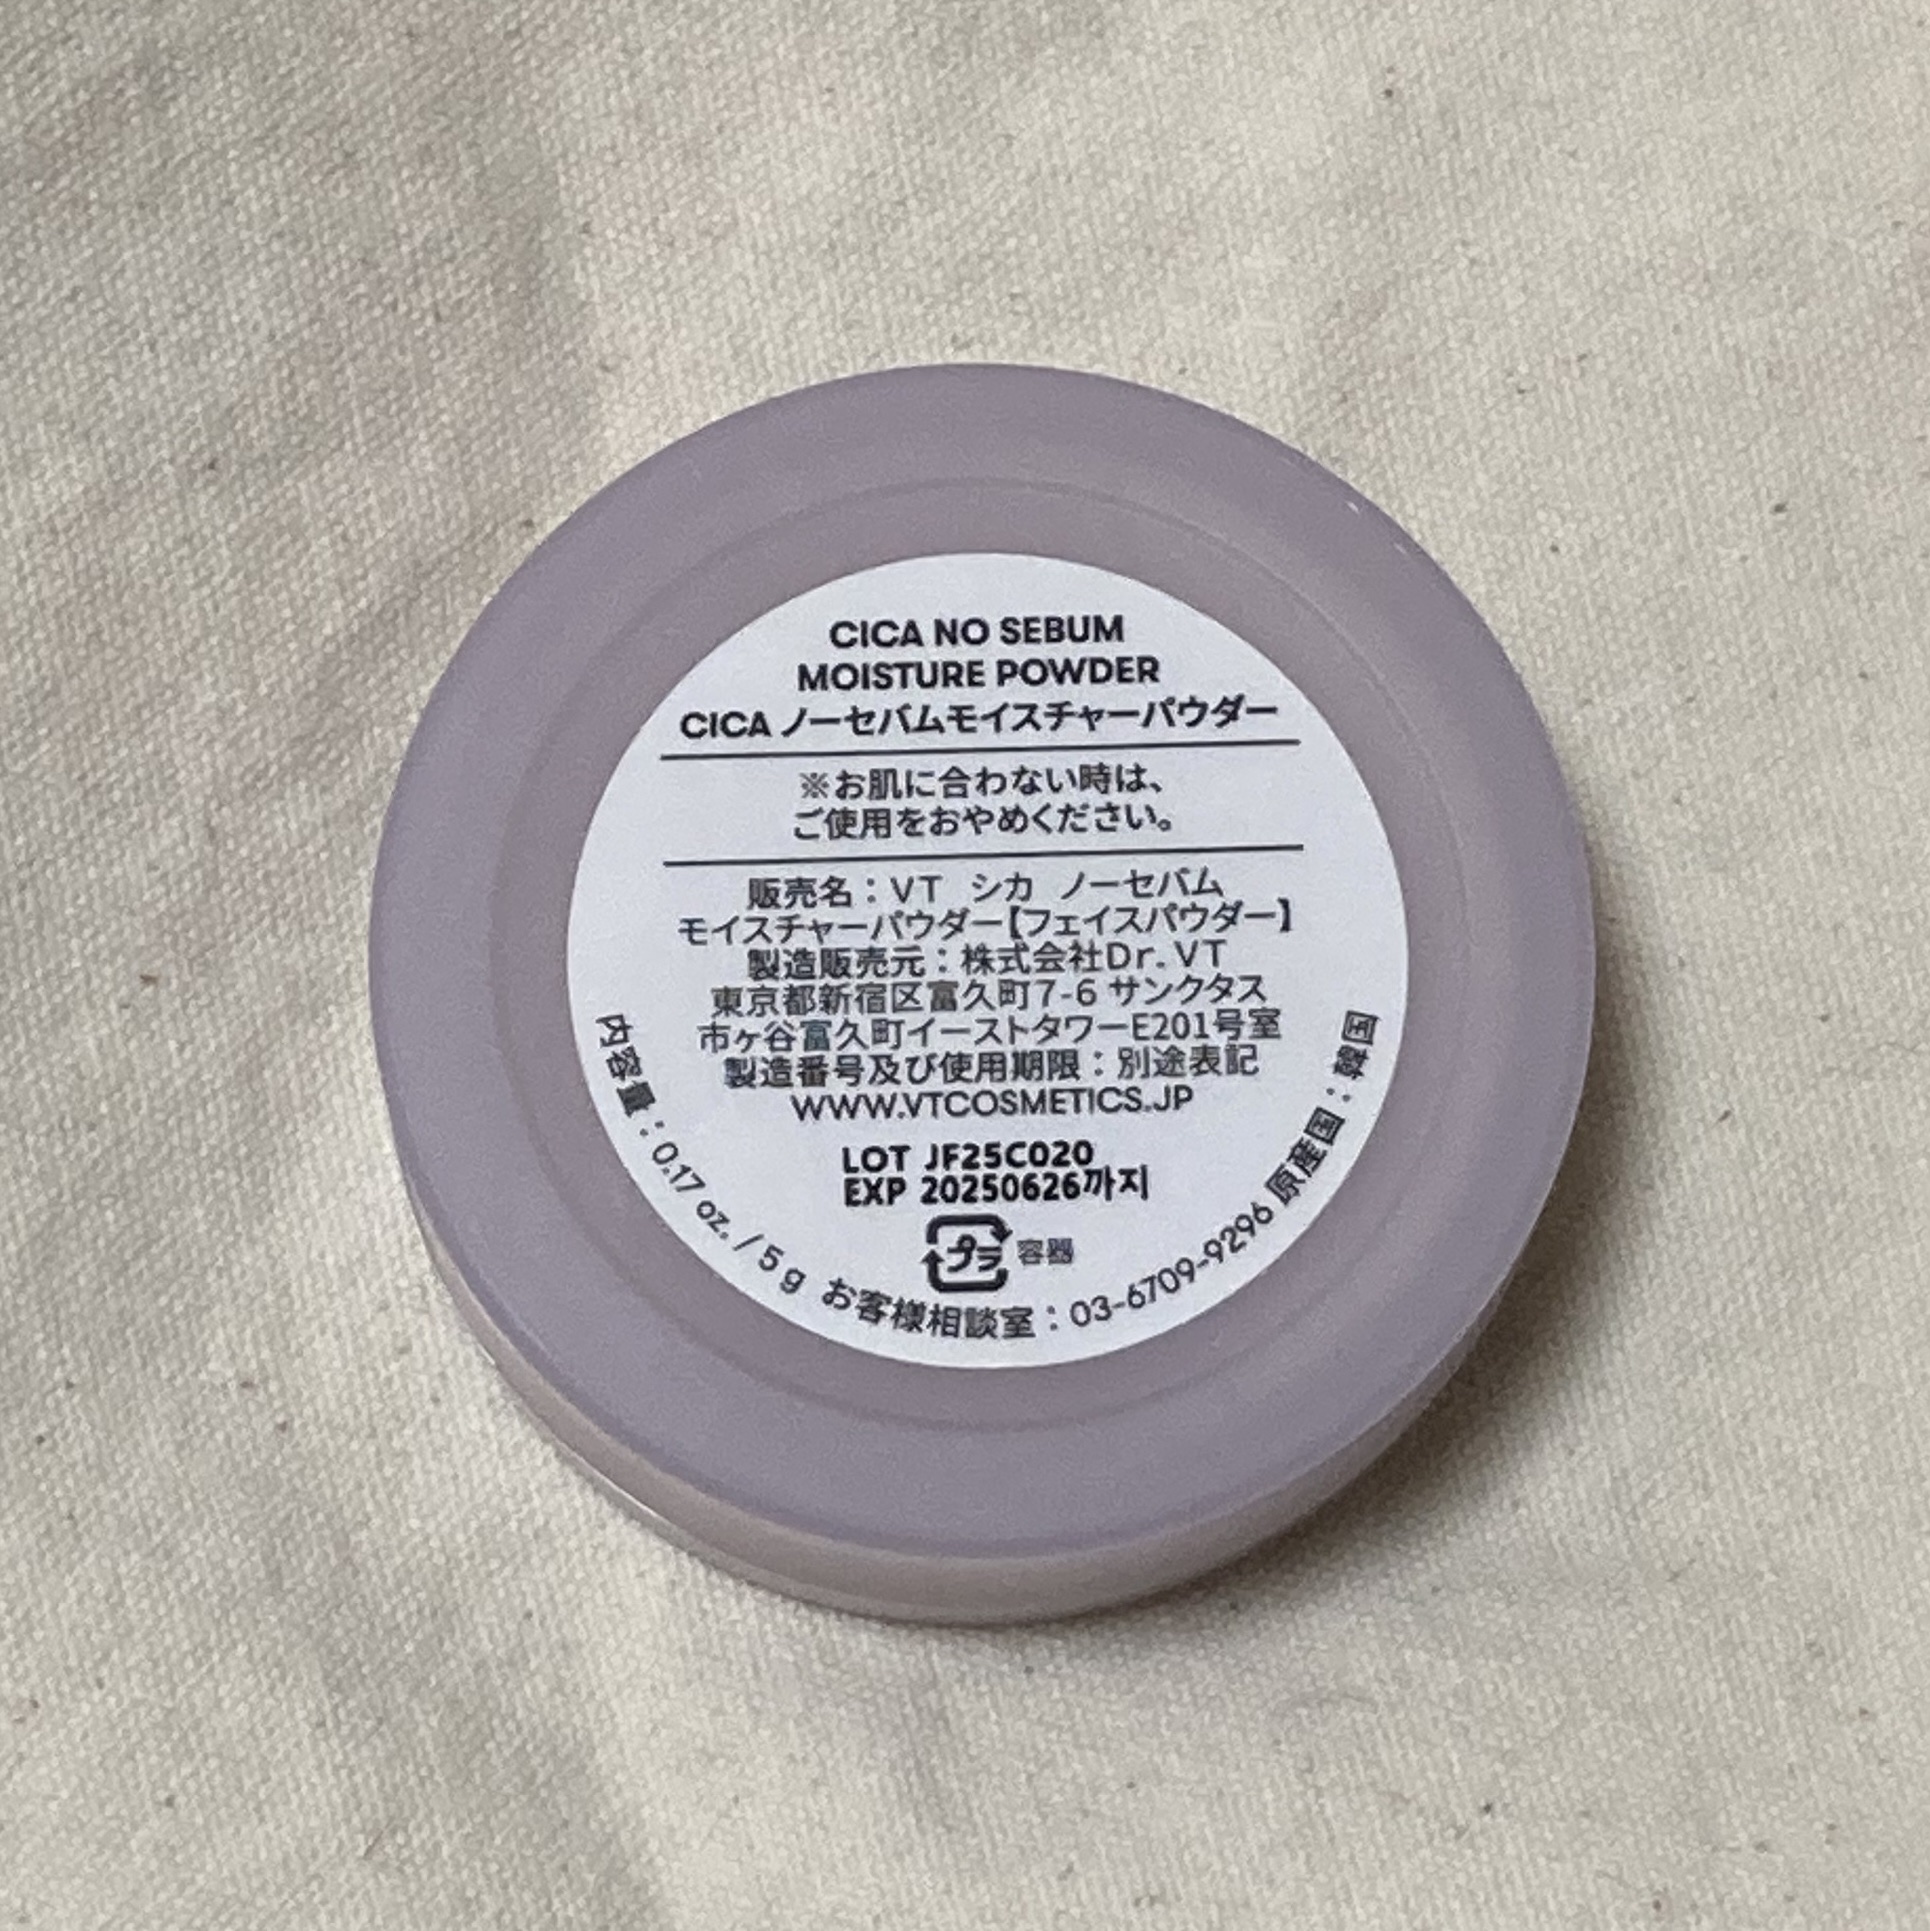 CICA NO SEBUM
MOISTURE POWDER
CICA ノーセバムモイスチャーパウダー
※お肌に合わない時は、
ご使用をおやめください。
販売名：VT シカ ノーセバム
モイスチャーパウダー【フェイスパウダー】
製造販売元：株式会社Dr.VT
東京都新宿区富久町7-6 サンクタス
市ヶ谷富久町イーストタワーE201号室
製造番号及び使用期限：別途表記
WWW.VTCOSMETICS.JP
LOT JF25C020
EXP 20250626까지
プラ 容器
内容量：0.17 oz. / 5 g お客様相談室：03-6709-9296 原産国：韓国